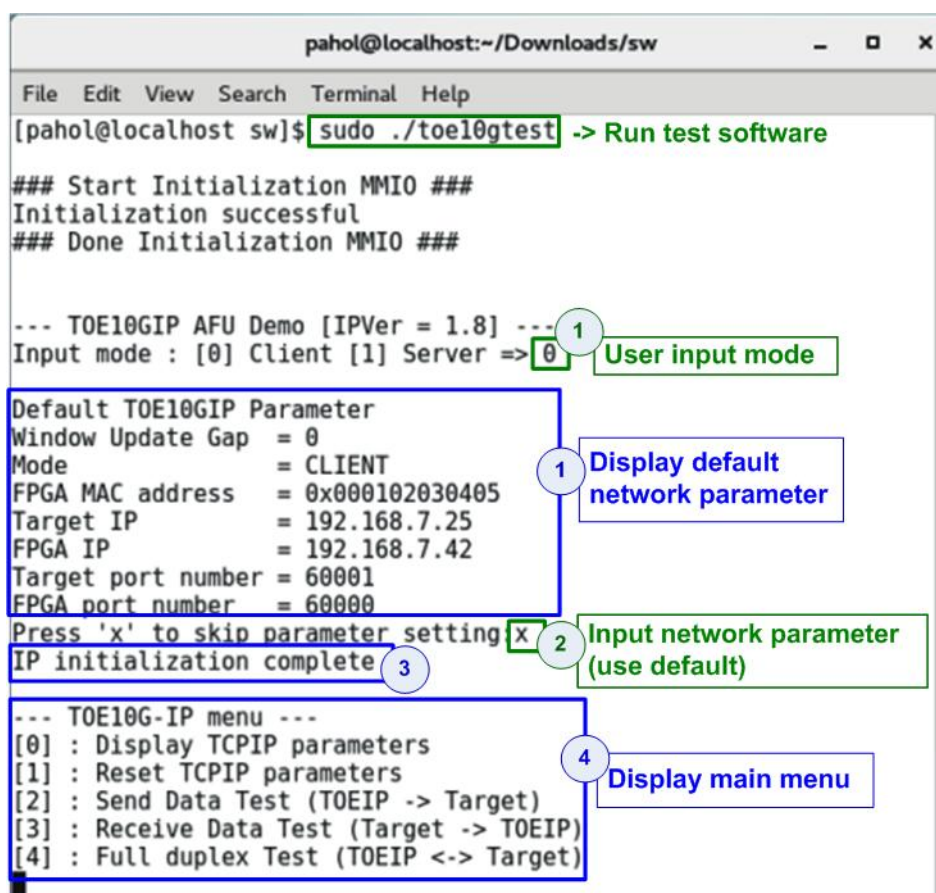 pahol@localhost:~/Downloads/sw
File Edit View Search Terminal Help
[pahol@localhost sw]$ sudo ./toe10gtest -> Run test software
### Start Initialization MMIO ###
Initialization successful
### Done Initialization MMIO ###
--- TOE10GIP AFU Demo [IPVer = 1.8] ---
1
Input mode : [0] Client [1] Server => 0
User input mode
Default TOE10GIP Parameter
Window Update Gap = 0
Mode = CLIENT
FPGA MAC address = 0x000102030405
Target IP = 192.168.7.25
FPGA IP = 192.168.7.42
Target port number = 60001
FPGA port number = 60000
1
Display default
network parameter
Press 'x' to skip parameter setting:x
2
Input network parameter
(use default)
IP initialization complete
3
--- TOE10G-IP menu ---
[0] : Display TCPIP parameters
[1] : Reset TCPIP parameters
[2] : Send Data Test (TOEIP -> Target)
[3] : Receive Data Test (Target -> TOEIP)
[4] : Full duplex Test (TOEIP <-> Target)
4
Display main menu